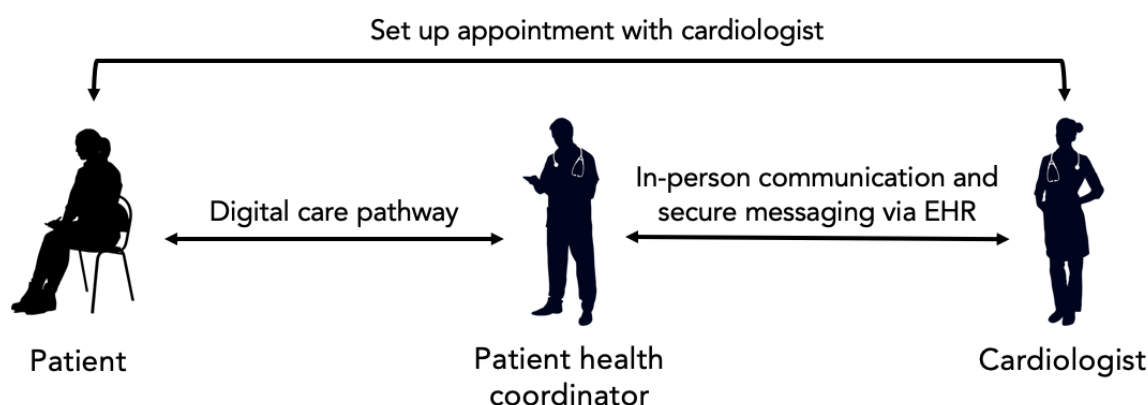 Set up appointment with cardiologist
Digital care pathway
In-person communication and
secure messaging via EHR
Patient
Patient health
coordinator
Cardiologist